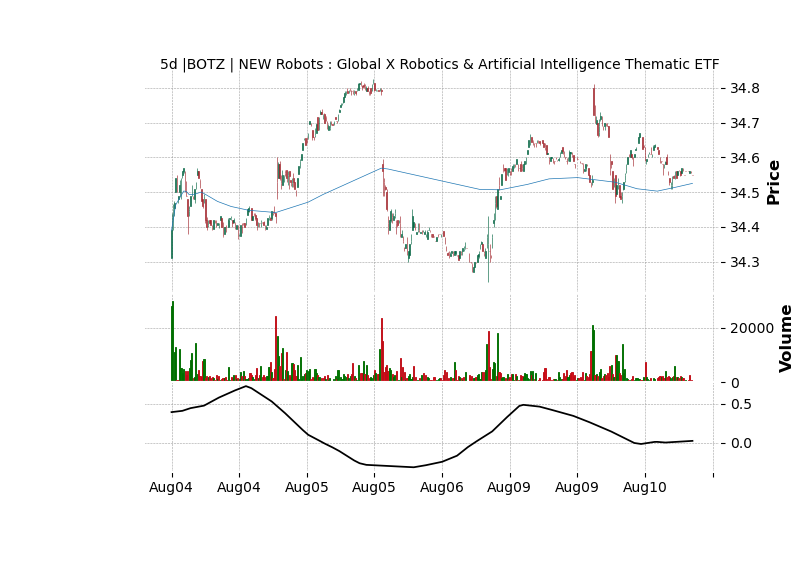 5d |BOTZ | NEW Robots : Global X Robotics & Artificial Intelligence Thematic ETF
34.8
34.7
34.6
34.5
34.4
34.3
Price
20000
0
Volume
0.5
0.0
Aug04 Aug04 Aug05 Aug05 Aug06 Aug09 Aug09 Aug10